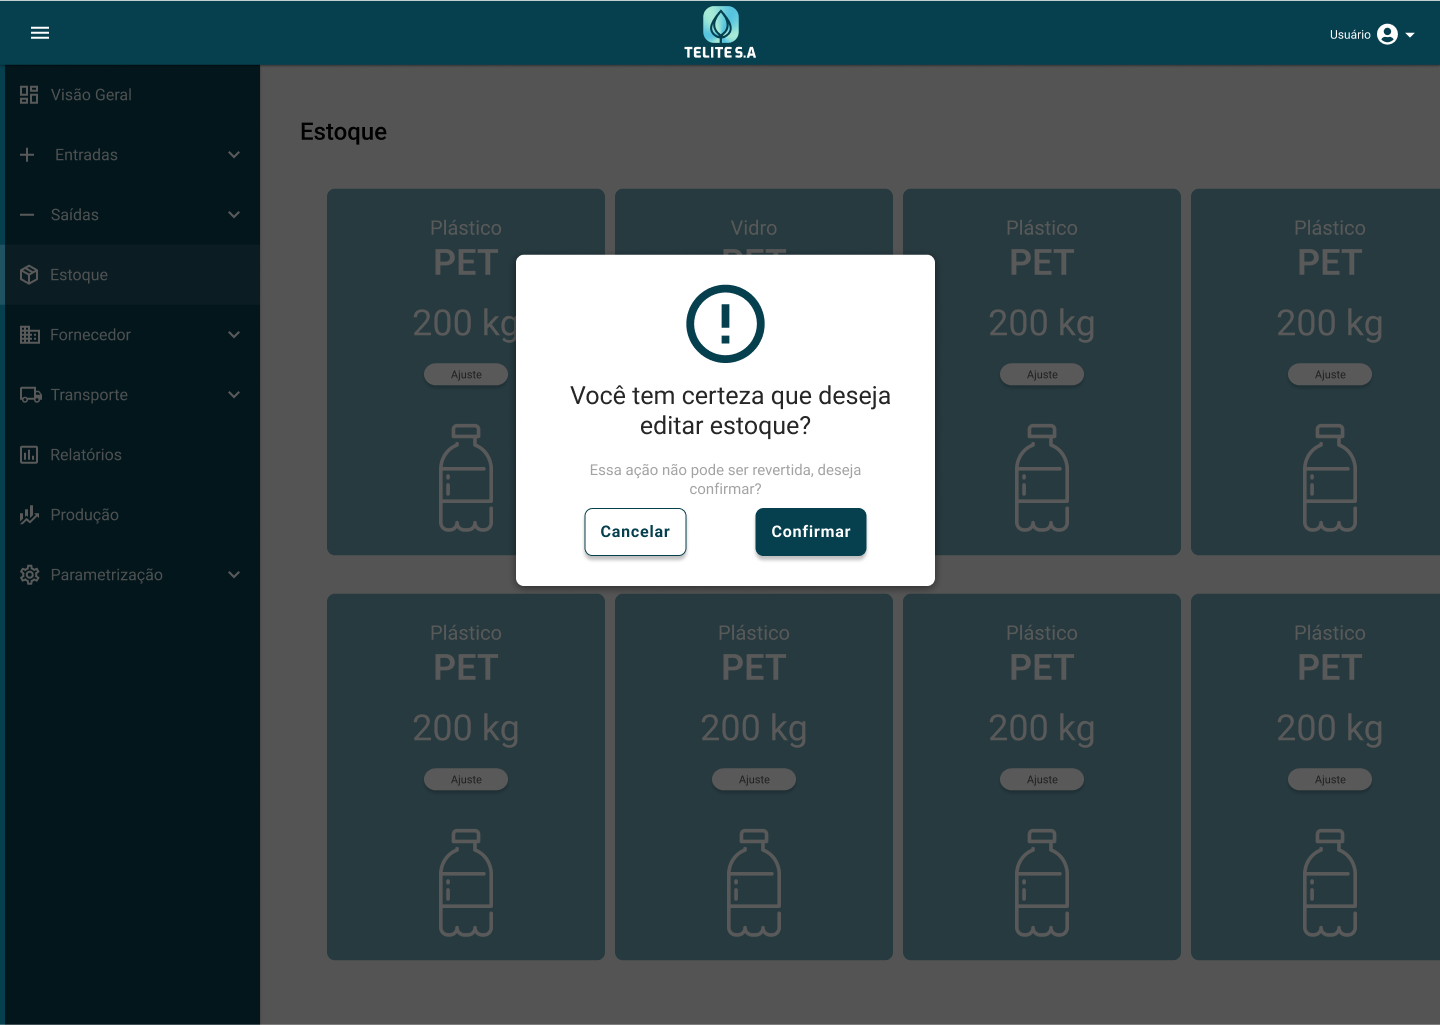 TELITE S.A
Usuário
Visão Geral
Entradas
Saídas
Estoque
Fornecedor
Transporte
Relatórios
Produção
Parametrização
Estoque
Plástico
PET
200 kg
Ajuste
Vidro
PET
Plástico
PET
200 kg
Ajuste
Plástico
PET
200 kg
Ajuste
Você tem certeza que deseja
editar estoque?
Essa ação não pode ser revertida, deseja
confirmar?
Cancelar
Confirmar
Plástico
PET
200 kg
Ajuste
Plástico
PET
200 kg
Ajuste
Plástico
PET
200 kg
Ajuste
Plástico
PET
200 kg
Ajuste